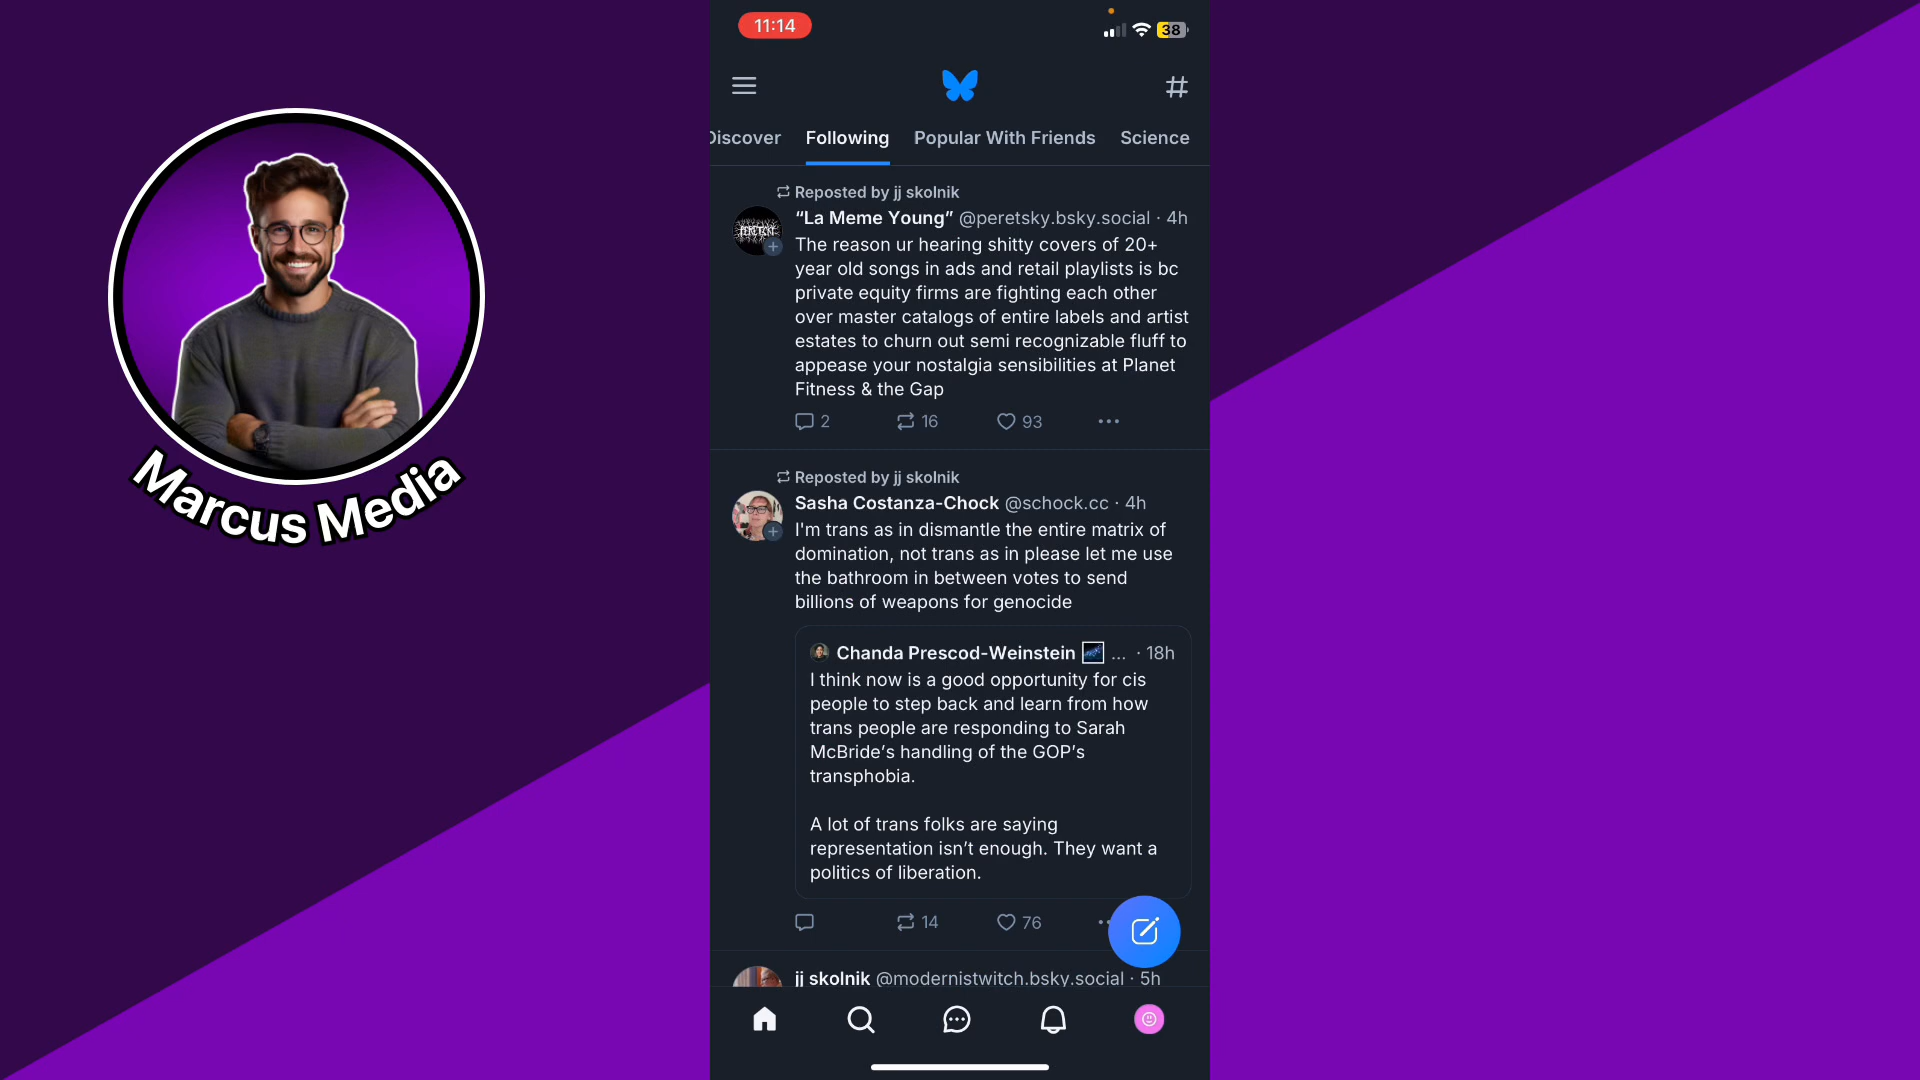 Marcus Media
11:14
38
Discover Following Popular With Friends Science
Reposted by jj skolnik
“La Meme Young” @peretsky.bsky.social · 4h
The reason ur hearing shitty covers of 20+
year old songs in ads and retail playlists is bc
private equity firms are fighting each other
over master catalogs of entire labels and artist
estates to churn out semi recognizable fluff to
appease your nostalgia sensibilities at Planet
Fitness & the Gap
2 16 93
Reposted by jj skolnik
Sasha Costanza-Chock @schock.cc · 4h
I'm trans as in dismantle the entire matrix of
domination, not trans as in please let me use
the bathroom in between votes to send
billions of weapons for genocide
Chanda Prescod-Weinstein ... · 18h
I think now is a good opportunity for cis
people to step back and learn from how
trans people are responding to Sarah
McBride’s handling of the GOP’s
transphobia.
A lot of trans folks are saying
representation isn’t enough. They want a
politics of liberation.
14 76
jj skolnik @modernistwitch.bsky.social · 5h